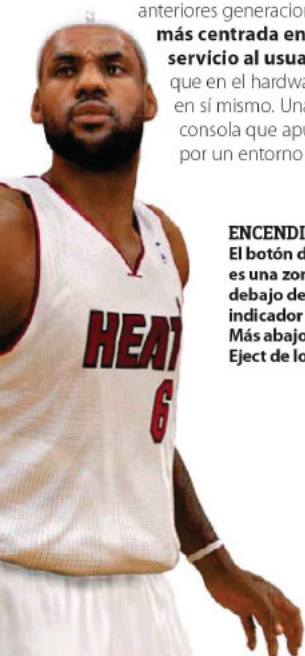 anteriores generacion
más centrada en
servicio al usua
que en el hardwa
en sí mismo. Una
consola que apu
por un entorno
ENCENDI
El botón d
es una zor
debajo de
indicador
Más abajo
Eject de lo
HEAT
6